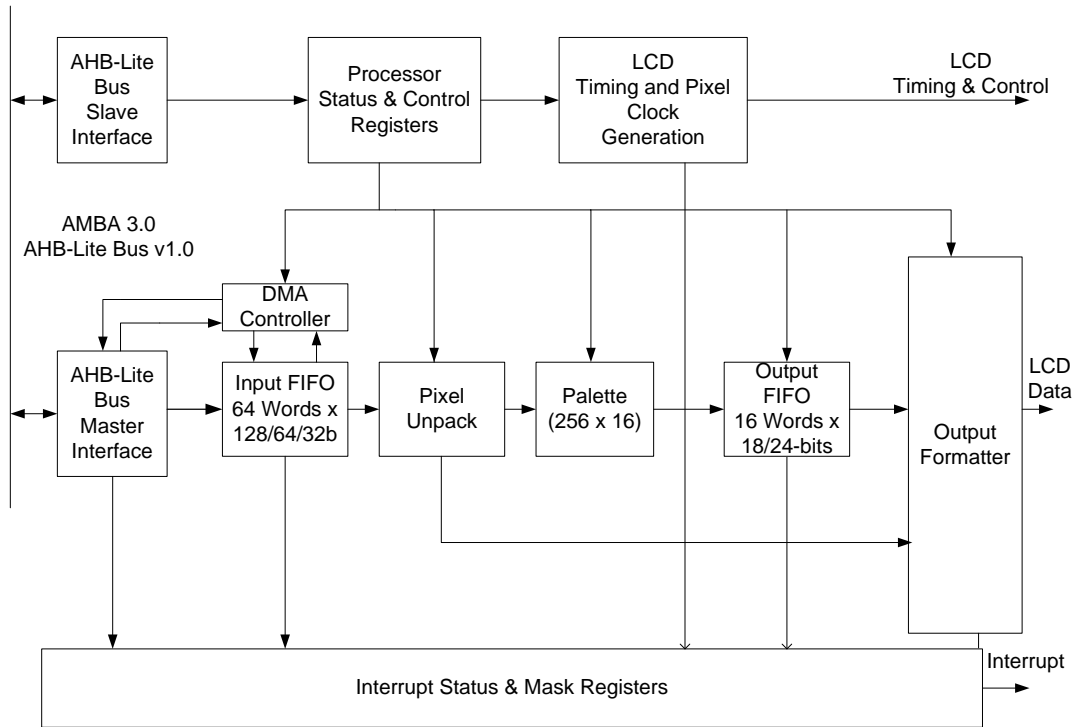 AHB-Lite
Bus
Slave
Interface
Processor
Status & Control
Registers
LCD
Timing and Pixel
Clock
Generation
LCD
Timing & Control
AMBA 3.0
AHB-Lite Bus v1.0
DMA
Controller
AHB-Lite
Bus
Master
Interface
Input FIFO
64 Words x
128/64/32b
Pixel
Unpack
Palette
(256 x 16)
Output
FIFO
16 Words x
18/24-bits
Output
Formatter
LCD
Data
Interrupt Status & Mask Registers
Interrupt